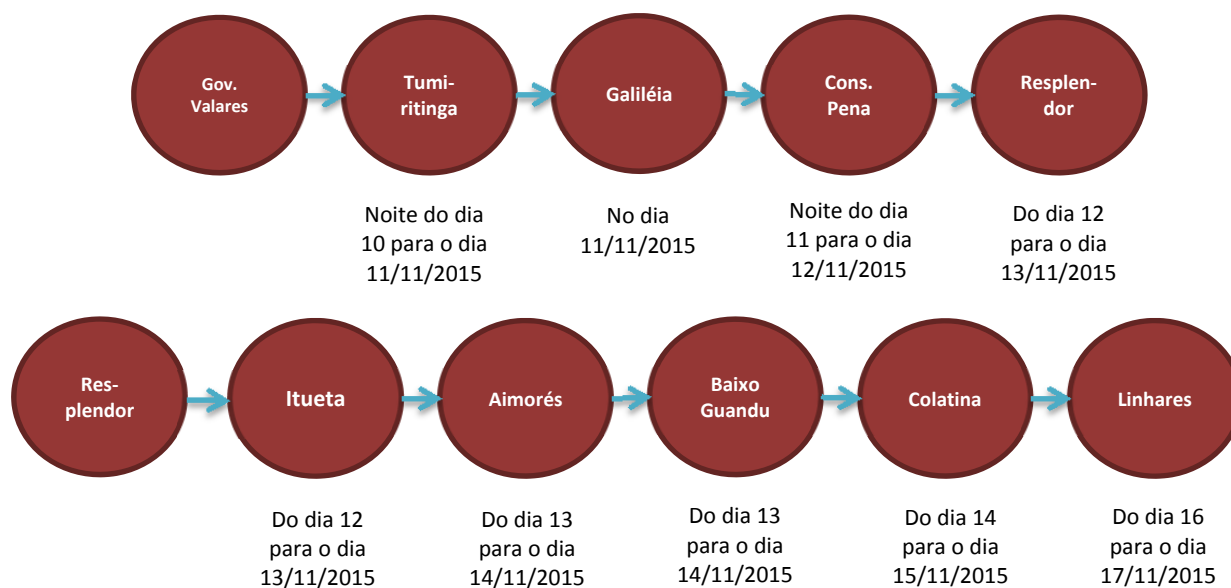 Gov.
Valares
Tumi-
ritinga
Galiléia
Cons.
Pena
Resplen-
dor
Noite do dia
10 para o dia
11/11/2015
No dia
11/11/2015
Noite do dia
11 para o dia
12/11/2015
Do dia 12
para o dia
13/11/2015
Res-
plendor
Itueta
Aimorés
Baixo
Guandu
Colatina
Linhares
Do dia 12
para o dia
13/11/2015
Do dia 13
para o dia
14/11/2015
Do dia 13
para o dia
14/11/2015
Do dia 14
para o dia
15/11/2015
Do dia 16
para o dia
17/11/2015